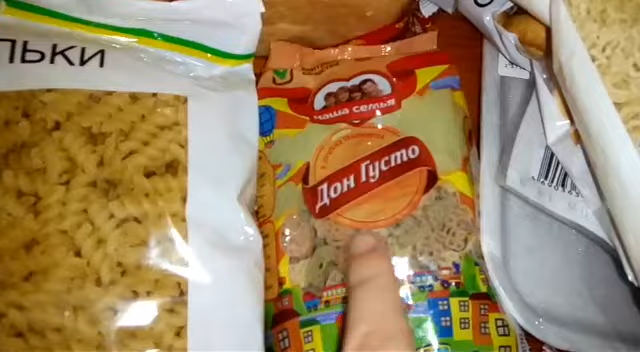 льки
наша семья
Дон Густо